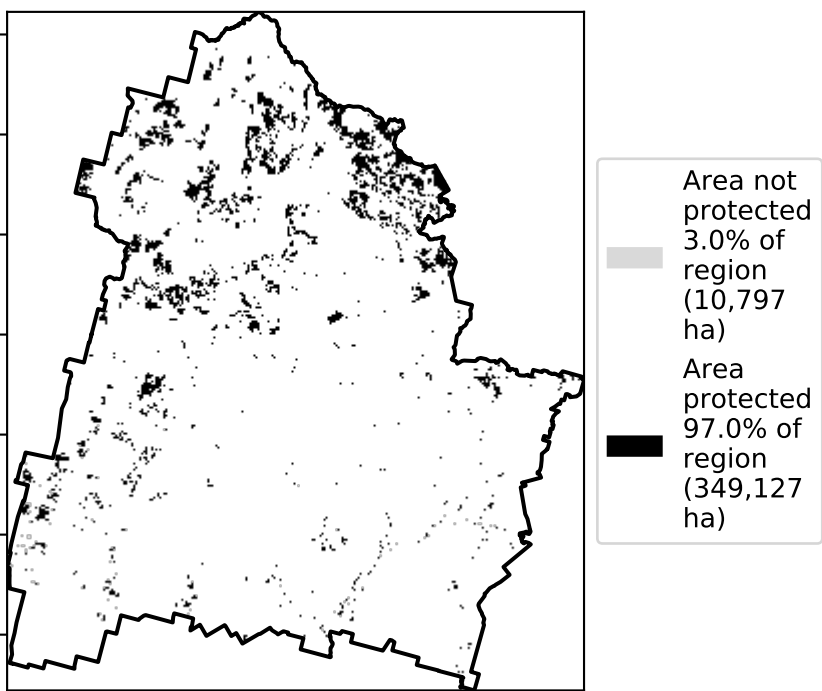 Area not
protected
3.0% of
region
(10,797
ha)
Area
protected
97.0% of
region
(349,127
ha)